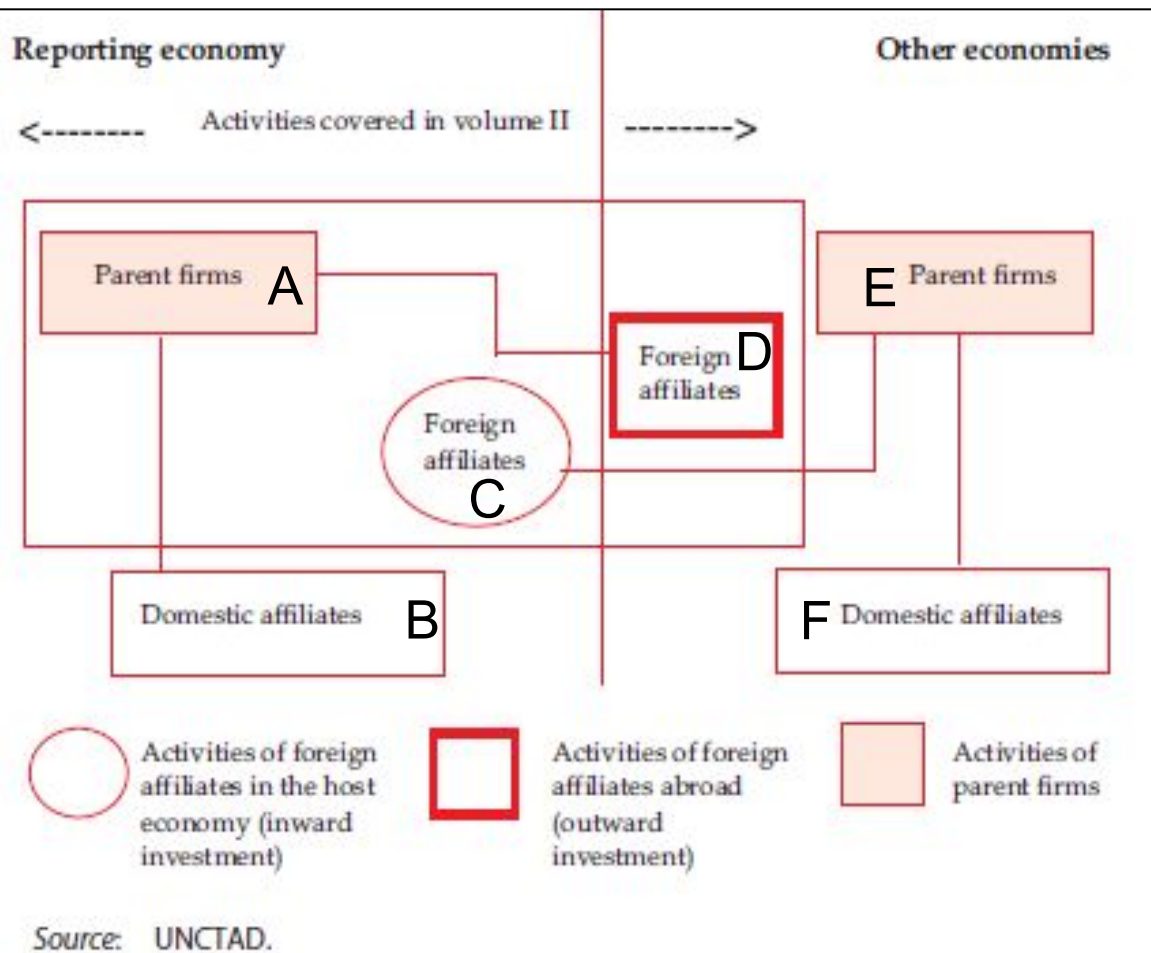 Reporting economy
Other economies
<-------- Activities covered in volume II -------->
Parent firms A
E Parent firms
Foreign D
affiliates
Foreign
affiliates
C
Domestic affiliates B
F Domestic affiliates
Activities of foreign
affiliates in the host
economy (inward
investment)
Activities of foreign
affiliates abroad
(outward
investment)
Activities of
parent firms
Source: UNCTAD.